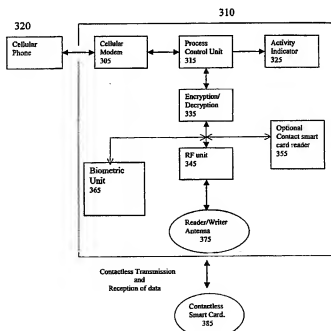 310
320
Cellular
Phone
Cellular
Modem
305
Process
Control Unit
315
Activity
Indicator
325
Encryption/
Decryption
335
Optional
Contact smart
card reader
355
RF unit
345
Biometric
Unit
365
Reader/Writer
Antenna
375
Contactless Transmission
and
Reception of data
Contactless
Smart Card.
385